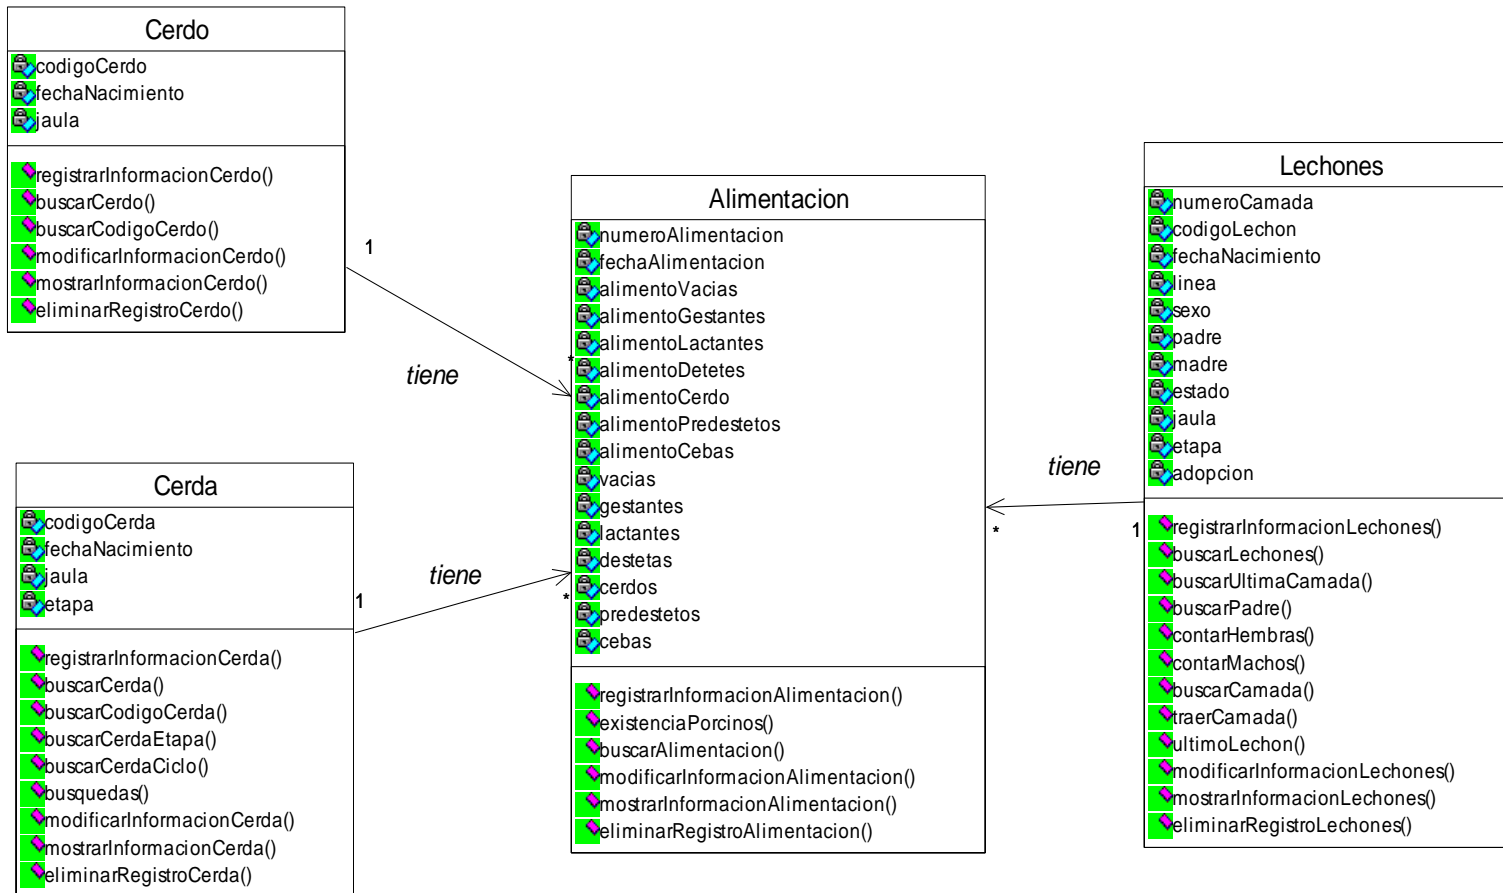 Cerdo
codigoCerdo
fechaNacimiento
jaula
registrarInformacionCerdo()
buscarCerdo()
buscarCodigoCerdo()
modificarInformacionCerdo()
mostrarInformacionCerdo()
eliminarRegistroCerdo()
1
*
tiene
Cerda
codigoCerda
fechaNacimiento
jaula
etapa
registrarInformacionCerda()
buscarCerda()
buscarCodigoCerda()
buscarCerdaEtapa()
buscarCerdaCiclo()
busquedas()
modificarInformacionCerda()
mostrarInformacionCerda()
eliminarRegistroCerda()
1
*
tiene
Alimentacion
numeroAlimentacion
fechaAlimentacion
alimentoVacias
alimentoGestantes
alimentoLactantes
alimentoDetetes
alimentoCerdo
alimentoPredestetos
alimentoCebas
vacias
gestantes
lactantes
destetas
cerdos
predestetos
cebas
registrarInformacionAlimentacion()
existenciaPorcinos()
buscarAlimentacion()
modificarInformacionAlimentacion()
mostrarInformacionAlimentacion()
eliminarRegistroAlimentacion()
tiene
*
1
Lechones
numeroCamada
codigoLechon
fechaNacimiento
linea
sexo
padre
madre
estado
jaula
etapa
adopcion
registrarInformacionLechones()
buscarLechones()
buscarUltimaCamada()
buscarPadre()
contarHembras()
contarMachos()
buscarCamada()
traerCamada()
ultimoLechon()
modificarInformacionLechones()
mostrarInformacionLechones()
eliminarRegistroLechones()